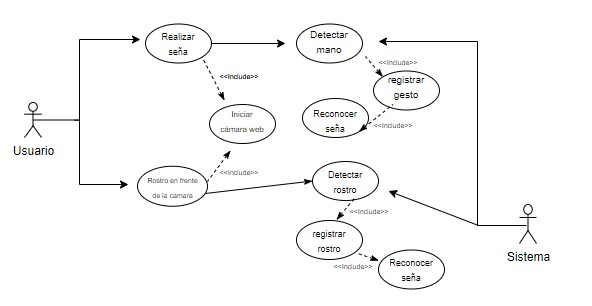 Realizar
seña
Detectar
mano
<<Include>>
<<Include>>
registrar
gesto
Iniciar
cámara web
Reconocer
seña
<<Include>>
Usuario
<<Include>>
Rostro en frente
de la camara
Detectar
rostro
<<Include>>
registrar
rostro
Sistema
<<Include>>
Reconocer
seña